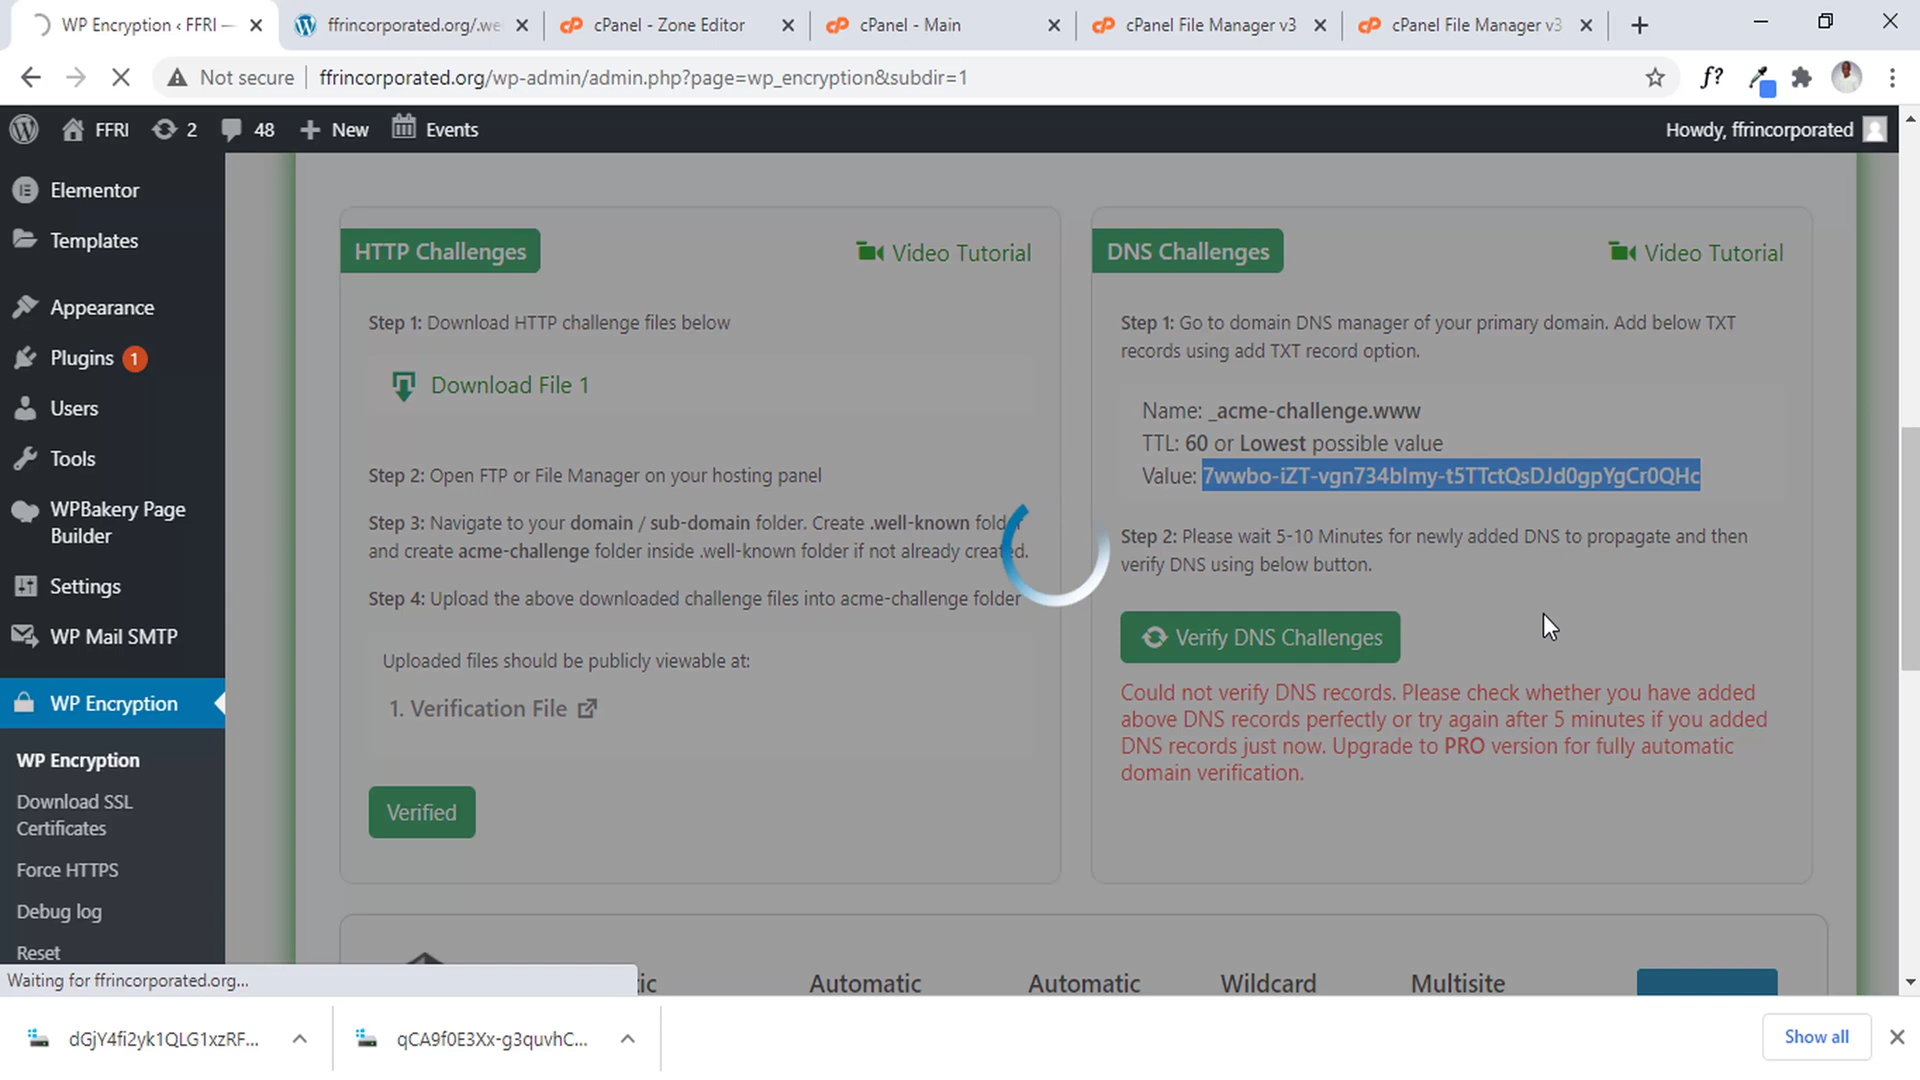 WP Encryption ‹ FFRI —
ffrincorporated.org/.we
cPanel - Zone Editor
cPanel - Main
cPanel File Manager v3
cPanel File Manager v3
Not secure
ffrincorporated.org/wp-admin/admin.php?page=wp_encryption&subdir=1
f?
FFRI
2
48
New
Events
Howdy, ffrincorporated
Elementor
Templates
Appearance
Plugins 1
Users
Tools
WPBakery Page
Builder
Settings
WP Mail SMTP
WP Encryption
WP Encryption
Download SSL
Certificates
Force HTTPS
Debug log
Reset
HTTP Challenges
Video Tutorial
Step 1: Download HTTP challenge files below
Download File 1
Step 2: Open FTP or File Manager on your hosting panel
Step 3: Navigate to your domain / sub-domain folder. Create .well-known folder
and create acme-challenge folder inside .well-known folder if not already created.
Step 4: Upload the above downloaded challenge files into acme-challenge folder
Uploaded files should be publicly viewable at:
1. Verification File
Verified
DNS Challenges
Video Tutorial
Step 1: Go to domain DNS manager of your primary domain. Add below TXT
records using add TXT record option.
Name: _acme-challenge.www
TTL: 60 or Lowest possible value
Value: 7wwbo-iZT-vgn734blmy-t5TTctQsDJd0gpYgCr0QHc
Step 2: Please wait 5-10 Minutes for newly added DNS to propagate and then
verify DNS using below button.
Verify DNS Challenges
Could not verify DNS records. Please check whether you have added
above DNS records perfectly or try again after 5 minutes if you added
DNS records just now. Upgrade to PRO version for fully automatic
domain verification.
ic
Automatic
Automatic
Wildcard
Multisite
Waiting for ffrincorporated.org...
dGjY4fi2yk1QLG1xzRF...
qCA9f0E3Xx-g3quvhC...
Show all